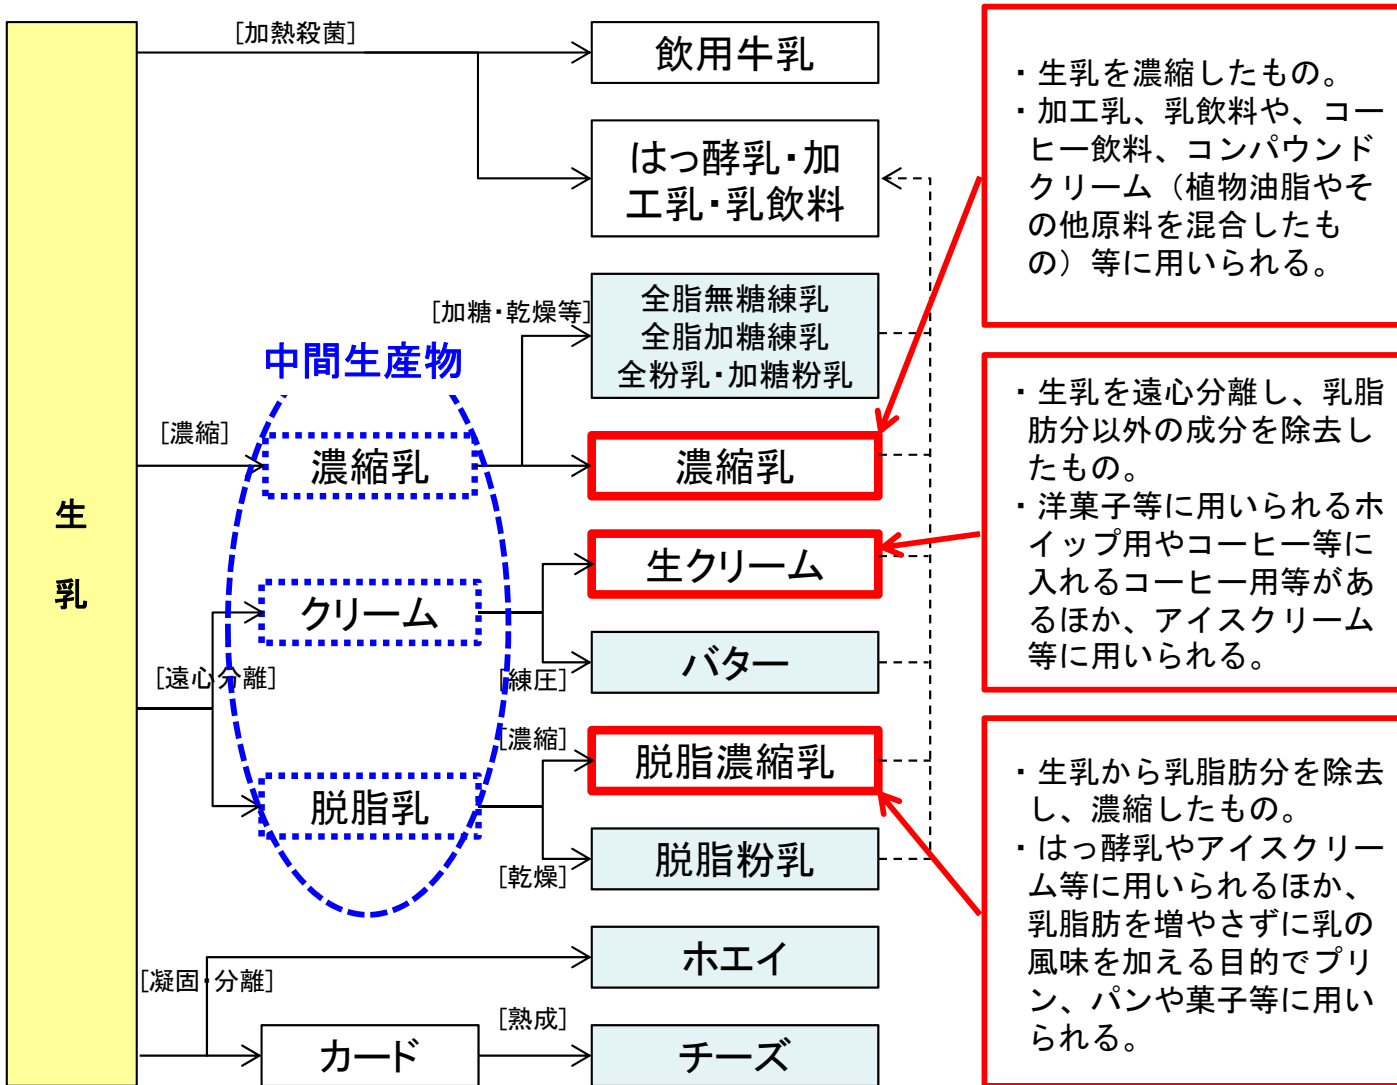 生
乳
[加熱殺菌]
飲用牛乳
はっ酵乳・加
工乳・乳飲料
[加糖・乾燥等]
全脂無糖練乳
全脂加糖練乳
全粉乳・加糖粉乳
中間生産物
[濃縮]
濃縮乳
濃縮乳
クリーム
生クリーム
[遠心分離]
[練圧]
バター
[濃縮]
脱脂濃縮乳
脱脂乳
[乾燥]
脱脂粉乳
ホエイ
[凝固・分離]
カード
[熟成]
チーズ
・生乳を濃縮したもの。
・加工乳、乳飲料や、コー
ヒー飲料、コンパウンド
クリーム（植物油脂やそ
の他原料を混合したも
の）等に用いられる。
・生乳を遠心分離し、乳脂
肪分以外の成分を除去し
たもの。
・洋菓子等に用いられるホ
イップ用やコーヒー等に
入れるコーヒー用等があ
るほか、アイスクリーム
等に用いられる。
・生乳から乳脂肪分を除去
し、濃縮したもの。
・はっ酵乳やアイスクリー
ム等に用いられるほか、
乳脂肪を増やさずに乳の
風味を加える目的でプリ
ン、パンや菓子等に用い
られる。